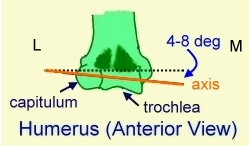 4-8 deg
L
M
axis
capitulum
trochlea
Humerus (Anterior View)